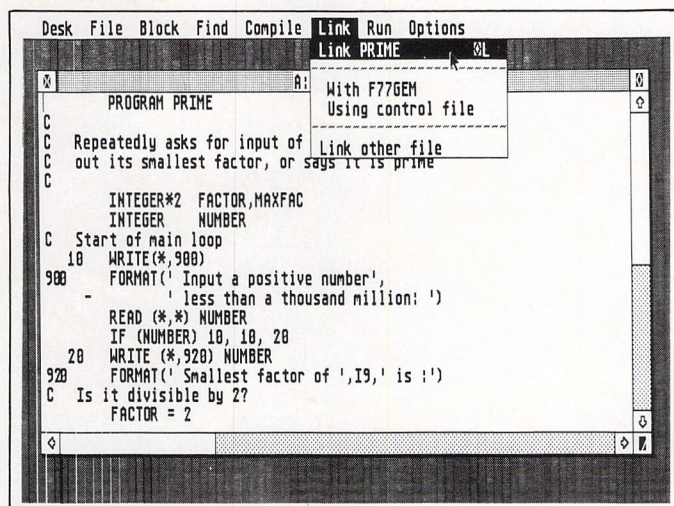 Desk File Block Find Compile Link Run Options
Link PRIME ◊L
With F77GEM
Using control file
Link other file
A:
PROGRAM PRIME
C
C Repeatedly asks for input of
C out its smallest factor, or says it is prime
C
INTEGER*2 FACTOR,MAXFAC
INTEGER NUMBER
C Start of main loop
10 WRITE(*,900)
900 FORMAT(' Input a positive number',
- ' less than a thousand million: ')
READ (*,*) NUMBER
IF (NUMBER) 10, 10, 20
20 WRITE (*,920) NUMBER
920 FORMAT(' Smallest factor of ',I9,' is :')
C Is it divisible by 2?
FACTOR = 2